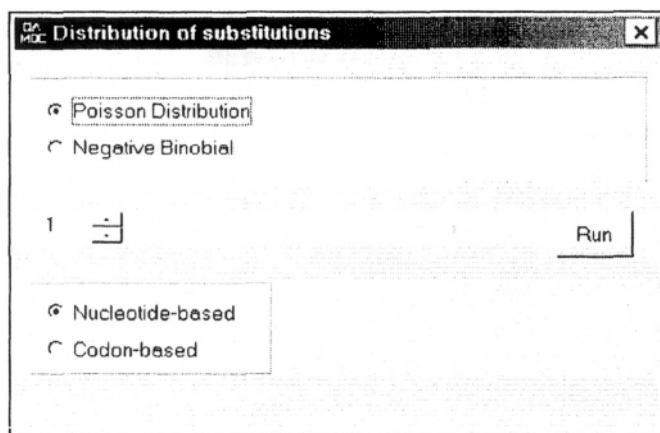 Distribution of substitutions
Poisson Distribution
Negative Binobial
1
Run
Nucleotide-based
Codon-based